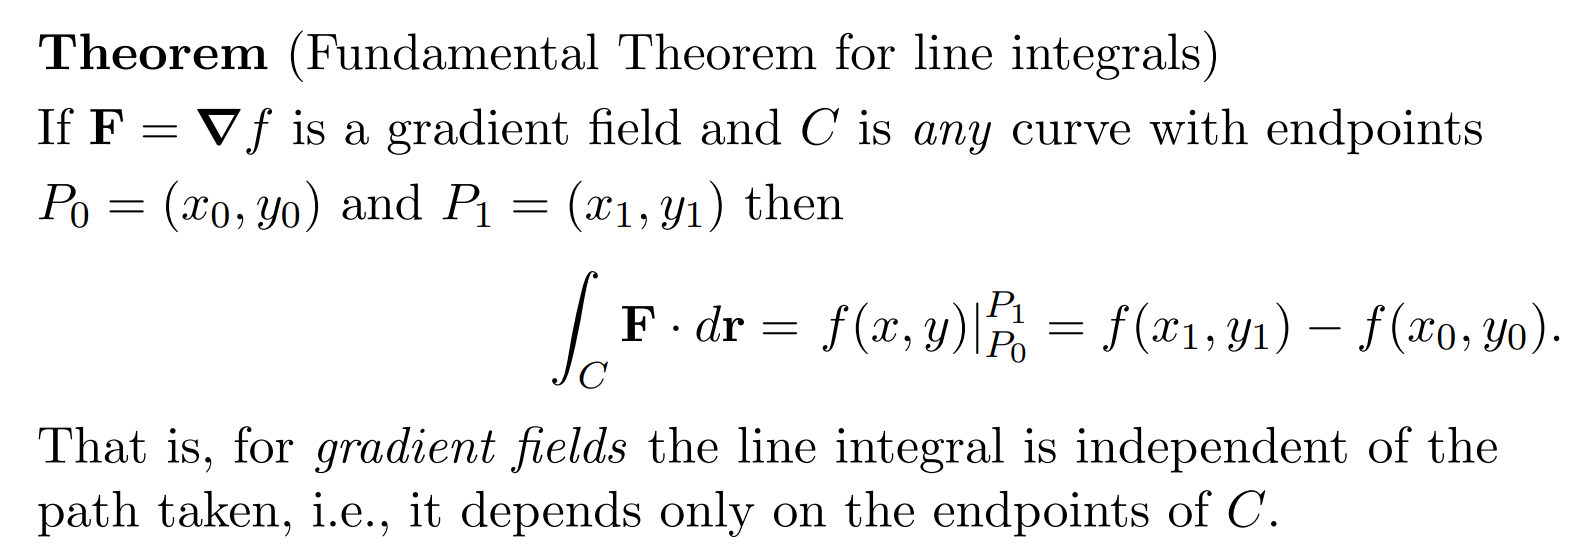 Theorem (Fundamental Theorem for line integrals)
If F = ∇f is a gradient field and C is any curve with endpoints
P₀ = (x₀, y₀) and P₁ = (x₁, y₁) then
∫_C F · dr = f(x, y)|_{P₀}^{P₁} = f(x₁, y₁) − f(x₀, y₀).
That is, for gradient fields the line integral is independent of the
path taken, i.e., it depends only on the endpoints of C.